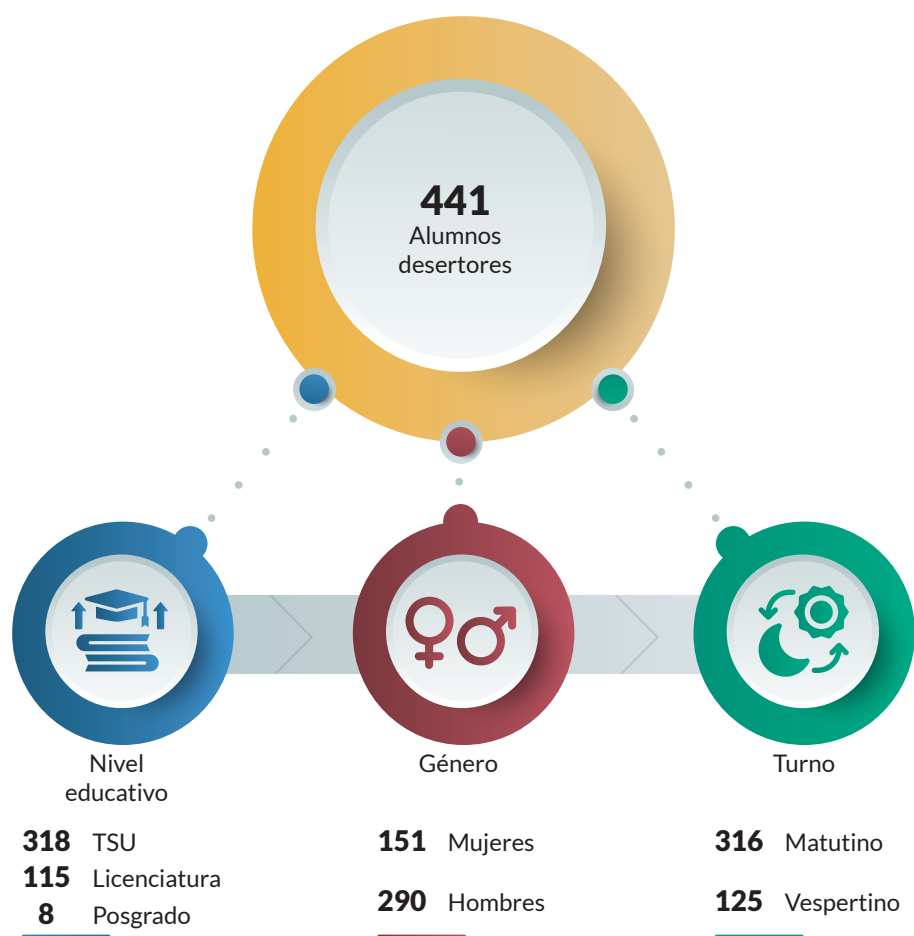 441
Alumnos
desertores
Nivel
educativo
318 TSU
115 Licenciatura
8 Posgrado
Género
151 Mujeres
290 Hombres
Turno
316 Matutino
125 Vespertino